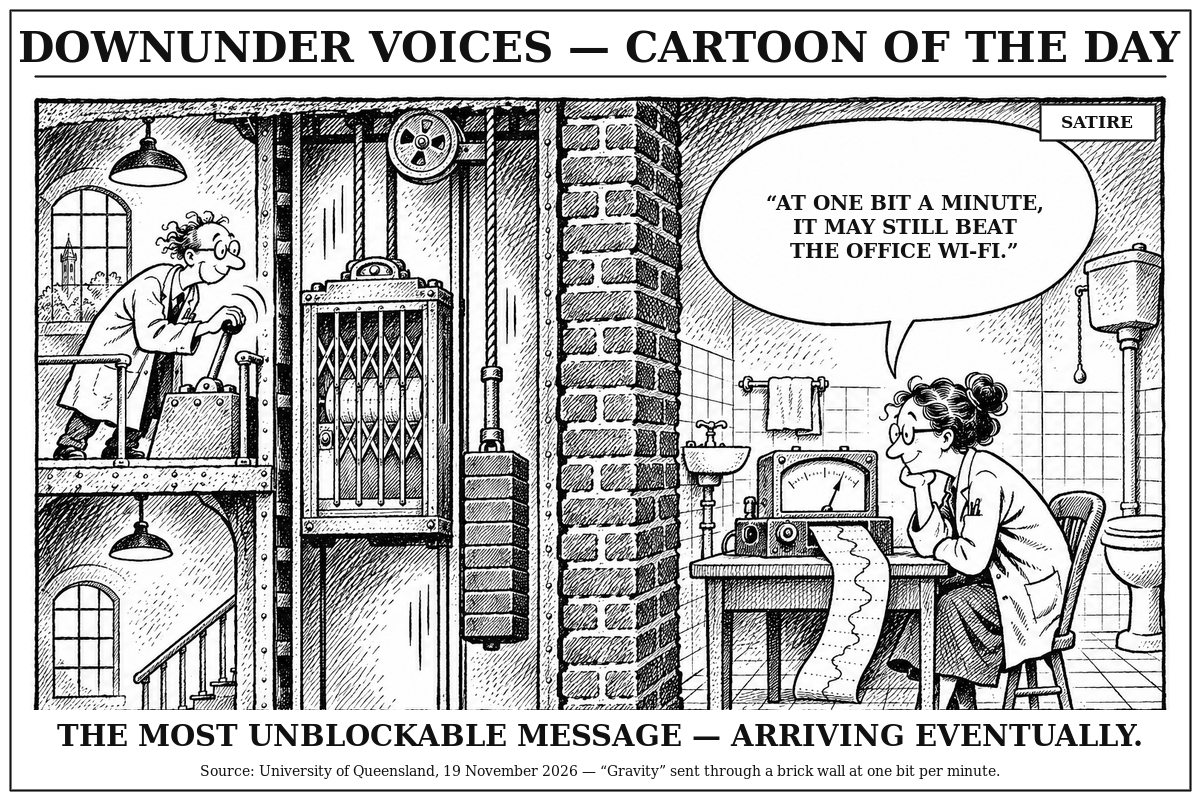 DOWNUNDER VOICES — CARTOON OF THE DAY
SATIRE
“AT ONE BIT A MINUTE,
IT MAY STILL BEAT
THE OFFICE WI-FI.”
THE MOST UNBLOCKABLE MESSAGE — ARRIVING EVENTUALLY.
Source: University of Queensland, 19 November 2026 — “Gravity” sent through a brick wall at one bit per minute.